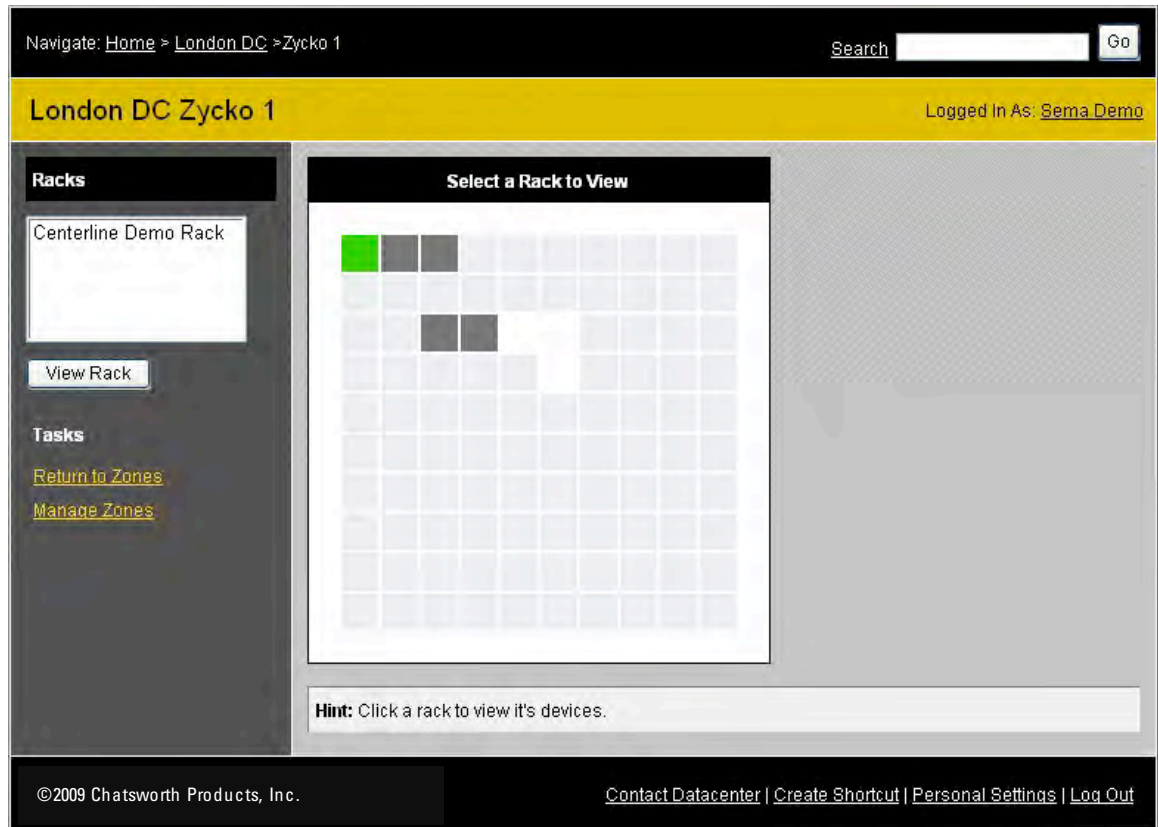 Navigate: Home > London DC >Zycko 1
Search
Go
London DC Zycko 1
Logged In As: Sema Demo
Racks
Centerline Demo Rack
View Rack
Tasks
Return to Zones
Manage Zones
Select a Rack to View
Hint: Click a rack to view it's devices.
©2009 Chatsworth Products, Inc.
Contact Datacenter | Create Shortcut | Personal Settings | Log Out